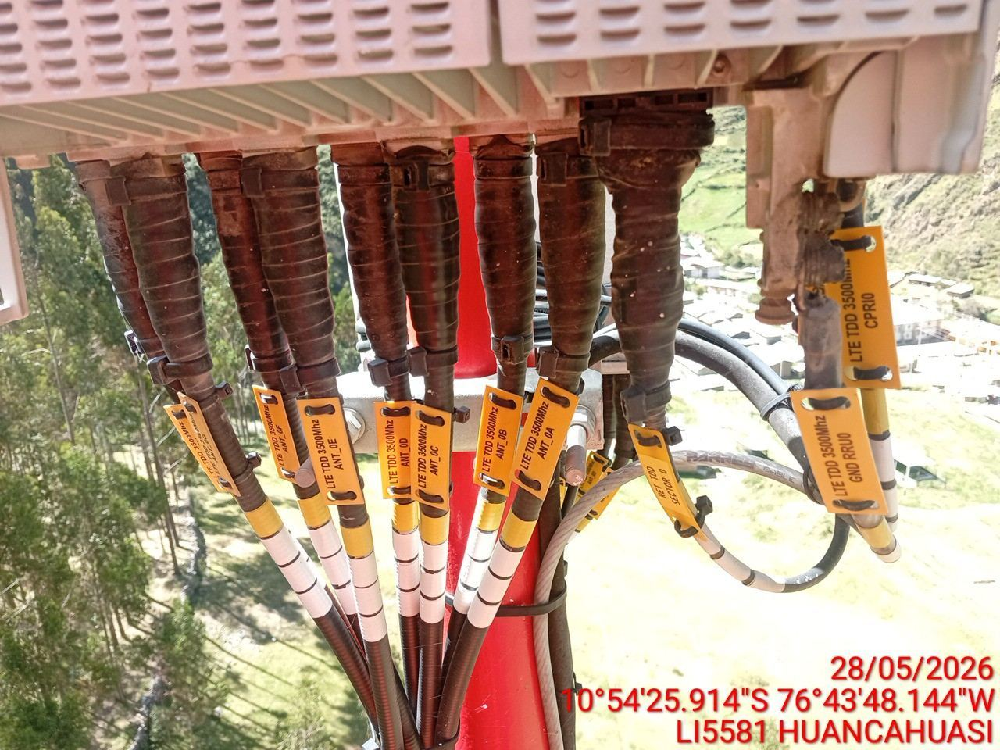 LTE TDD 3500Mhz
CPRI0
LTE TDD 3500Mhz
ANT_0F
LTE TDD 3500Mhz
ANT_0E
LTE TDD 3500Mhz
ANT_0D
LTE TDD 3500Mhz
ANT_0C
LTE TDD 3500Mhz
ANT_0B
LTE TDD 3500Mhz
ANT_0A
RET TDD
SECTOR 0
LTE TDD 3500Mhz
GND RRU0
CABLE
28/05/2026
10°54'25.914"S 76°43'48.144"W
LI5581 HUANCAHUASI